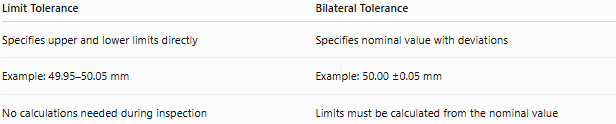 Limit Tolerance Bilateral Tolerance
Specifies upper and lower limits directly Specifies nominal value with deviations
Example: 49.95–50.05 mm Example: 50.00 ±0.05 mm
No calculations needed during inspection Limits must be calculated from the nominal value